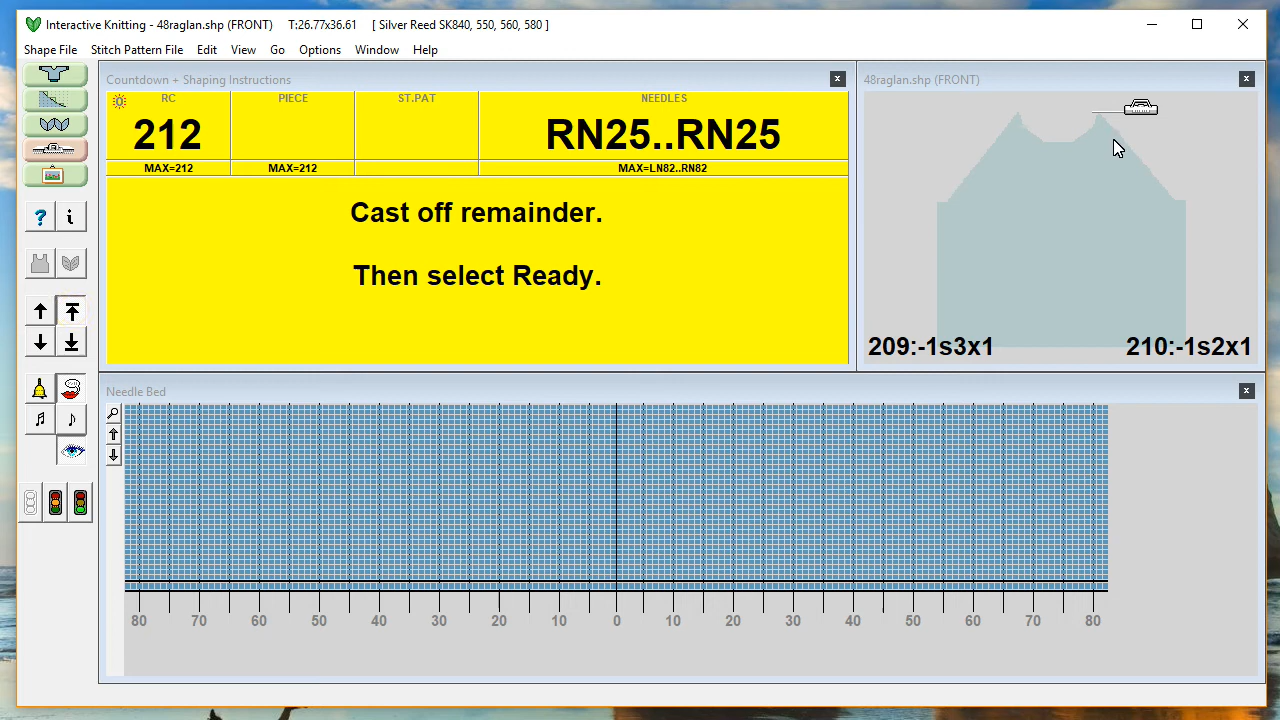 Interactive Knitting - 48raglan.shp (FRONT) T:26.77x36.61 [ Silver Reed SK840, 550, 560, 580 ]
Shape File Stitch Pattern File Edit View Go Options Window Help
Countdown + Shaping Instructions
RC PIECE ST.PAT NEEDLES
212 RN25..RN25
MAX=212 MAX=212 MAX=LN82..RN82
Cast off remainder.
Then select Ready.
48raglan.shp (FRONT)
209:-1s3x1 210:-1s2x1
Needle Bed
80 70 60 50 40 30 20 10 0 10 20 30 40 50 60 70 80